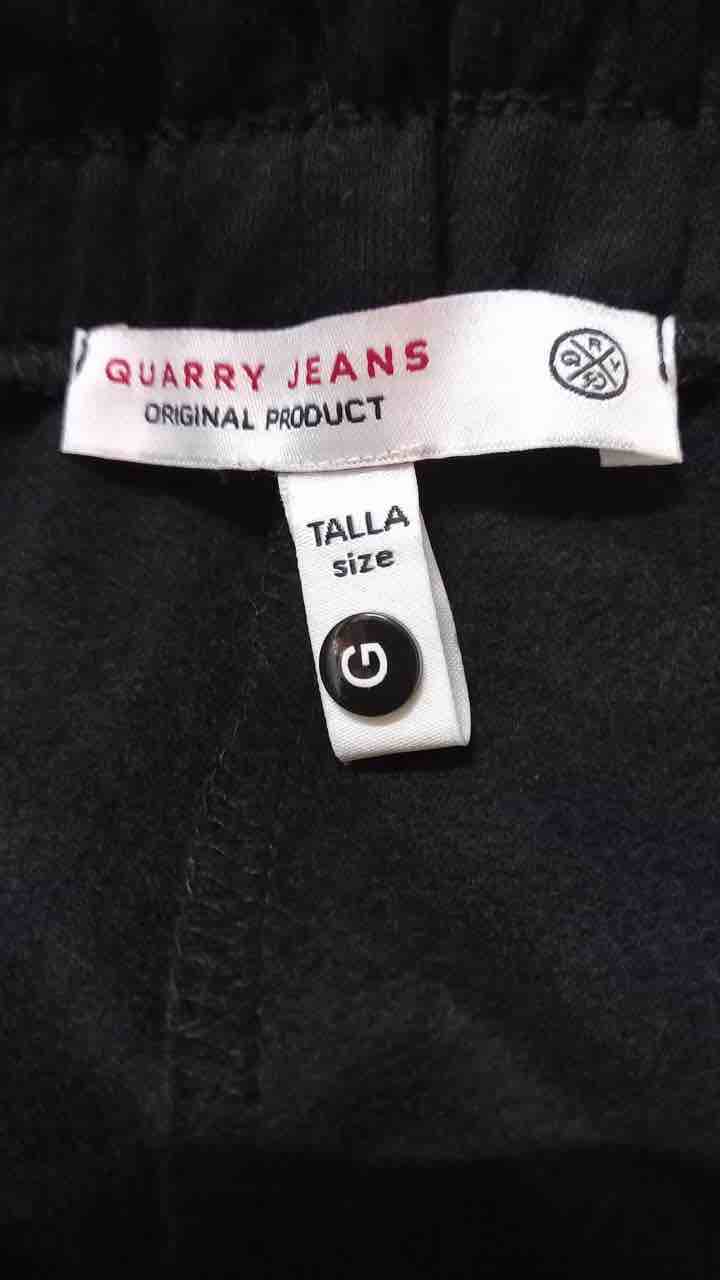 QUARRY JEANS
ORIGINAL PRODUCT
Q R L
TALLA
size
G